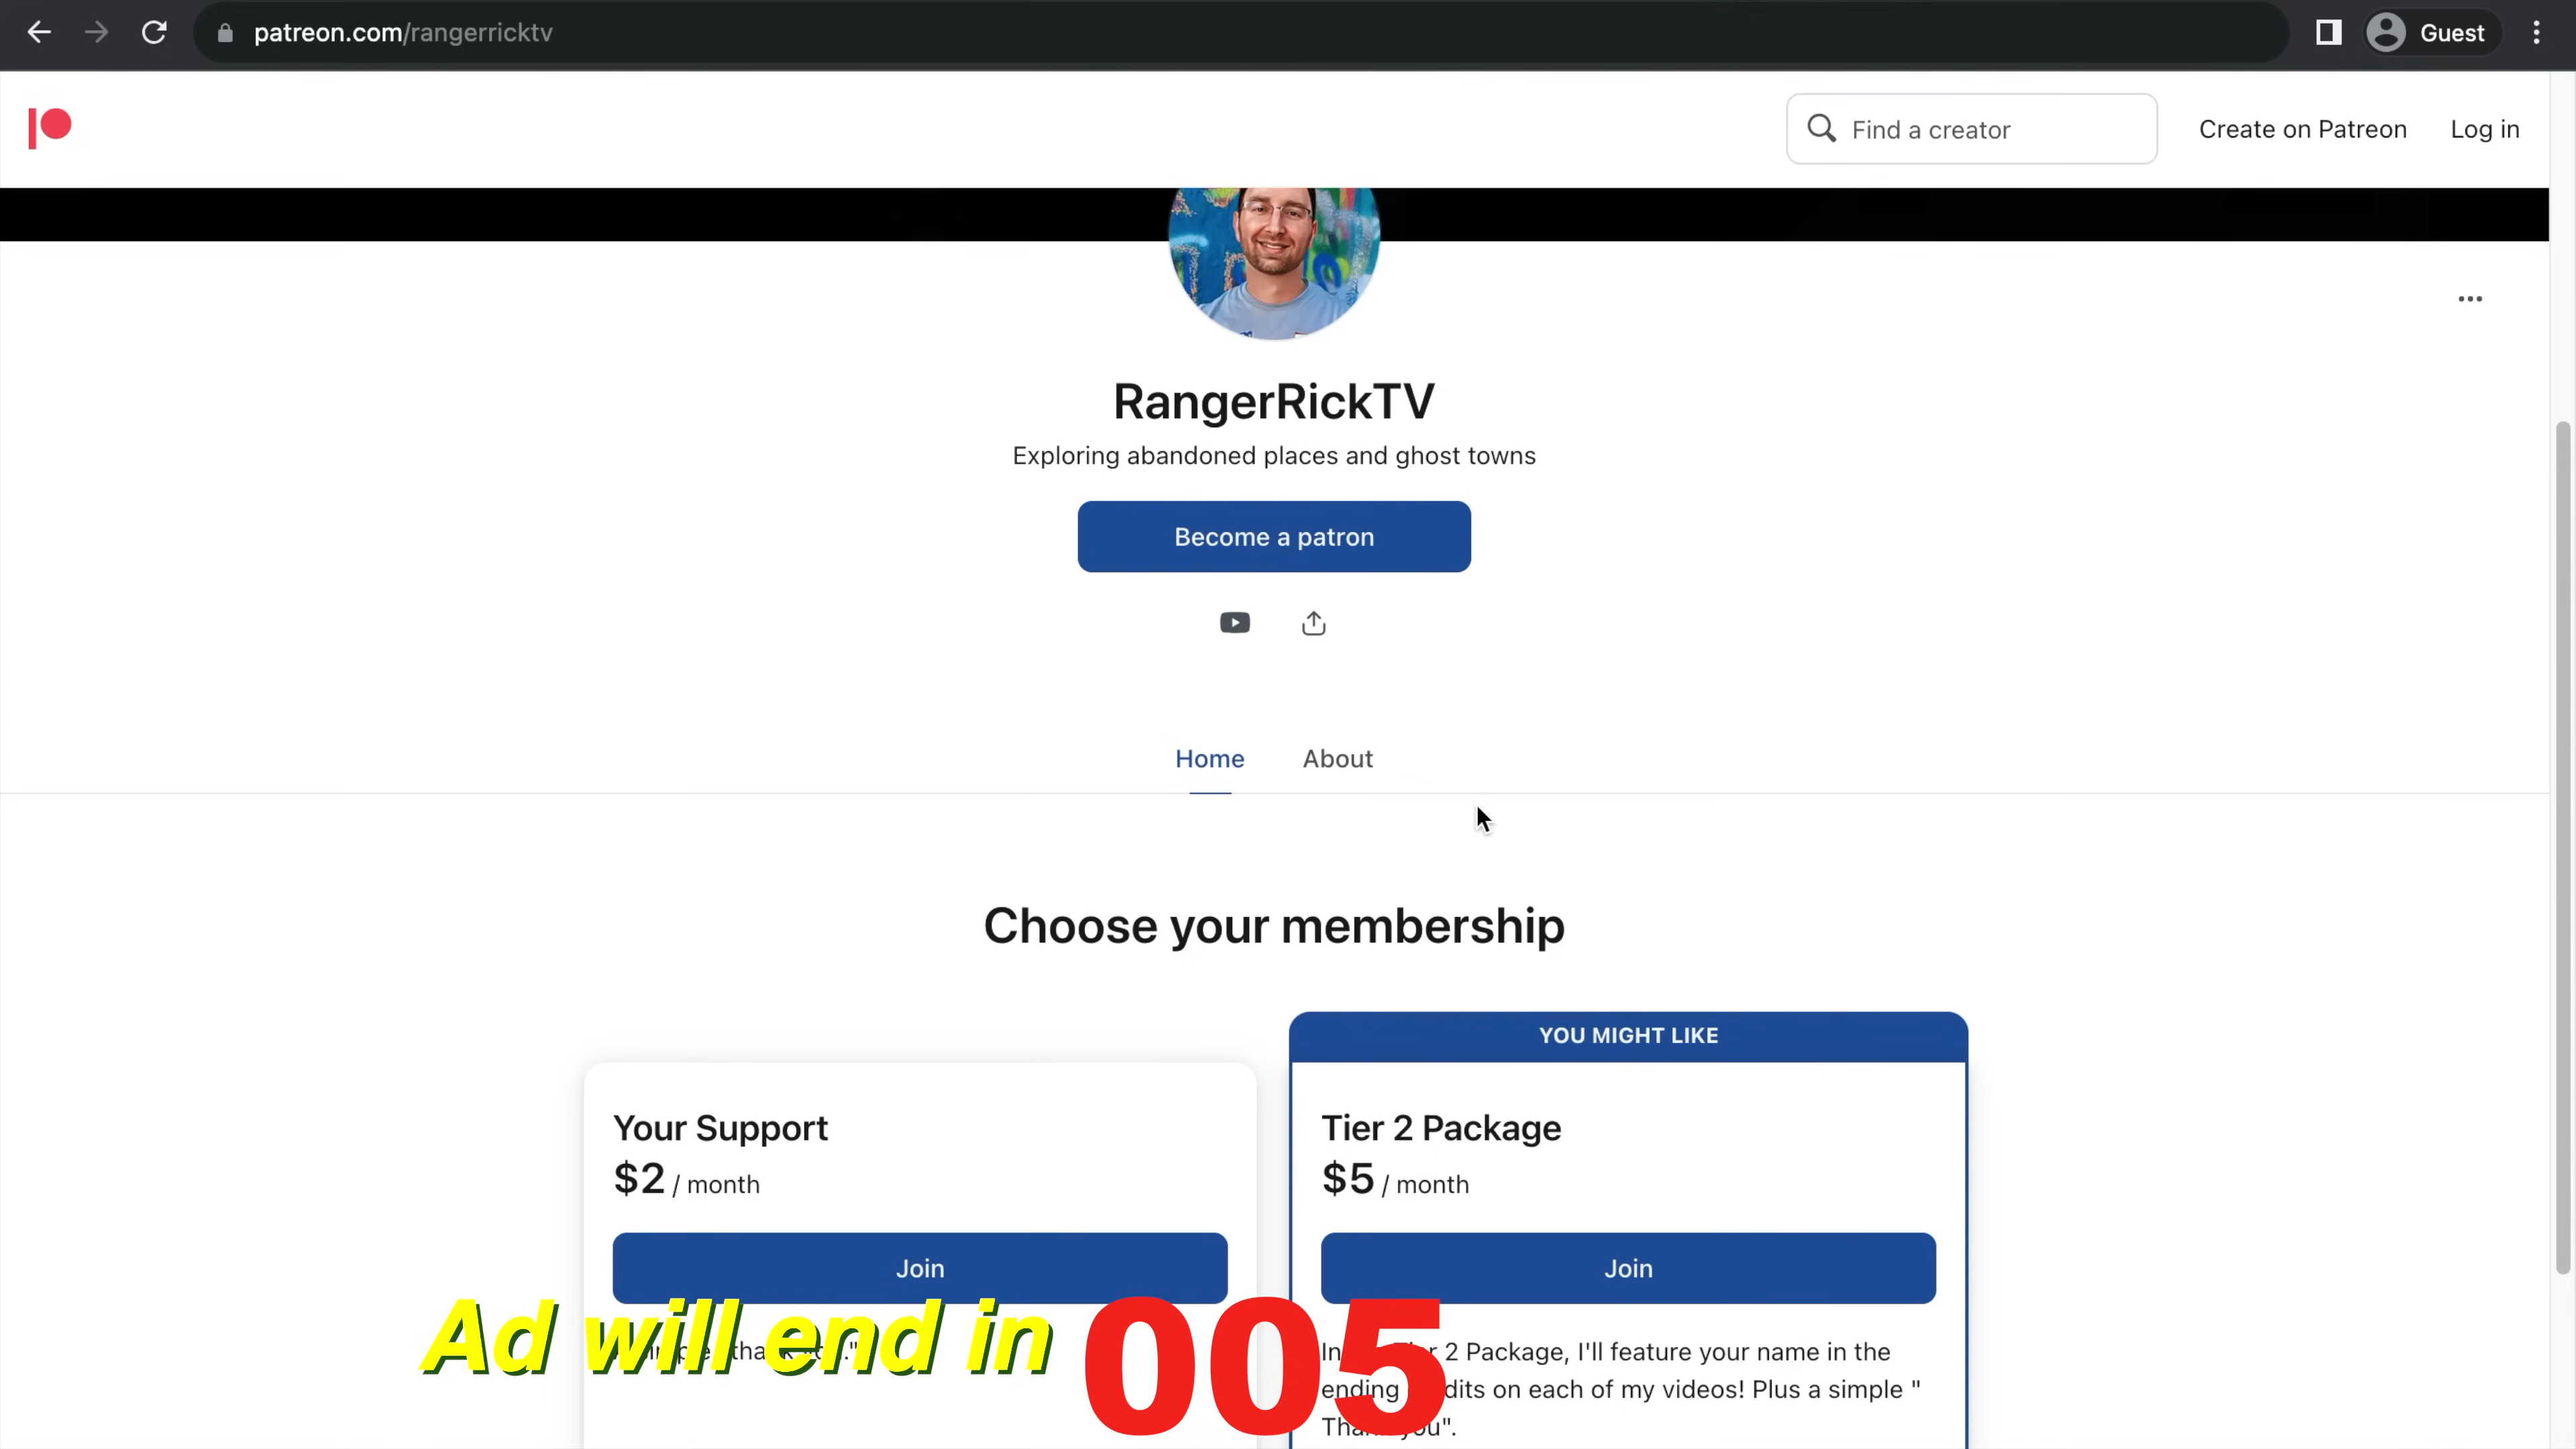 patreon.com/rangerricktv
Guest
Find a creator
Create on Patreon
Log in
RangerRickTV
Exploring abandoned places and ghost towns
Become a patron
Home
About
Choose your membership
YOU MIGHT LIKE
Your Support
$2 / month
Join
Tier 2 Package
$5 / month
Join
Ad will end in 005
2 Package, I'll feature your name in the
ending on each of my videos! Plus a simple "